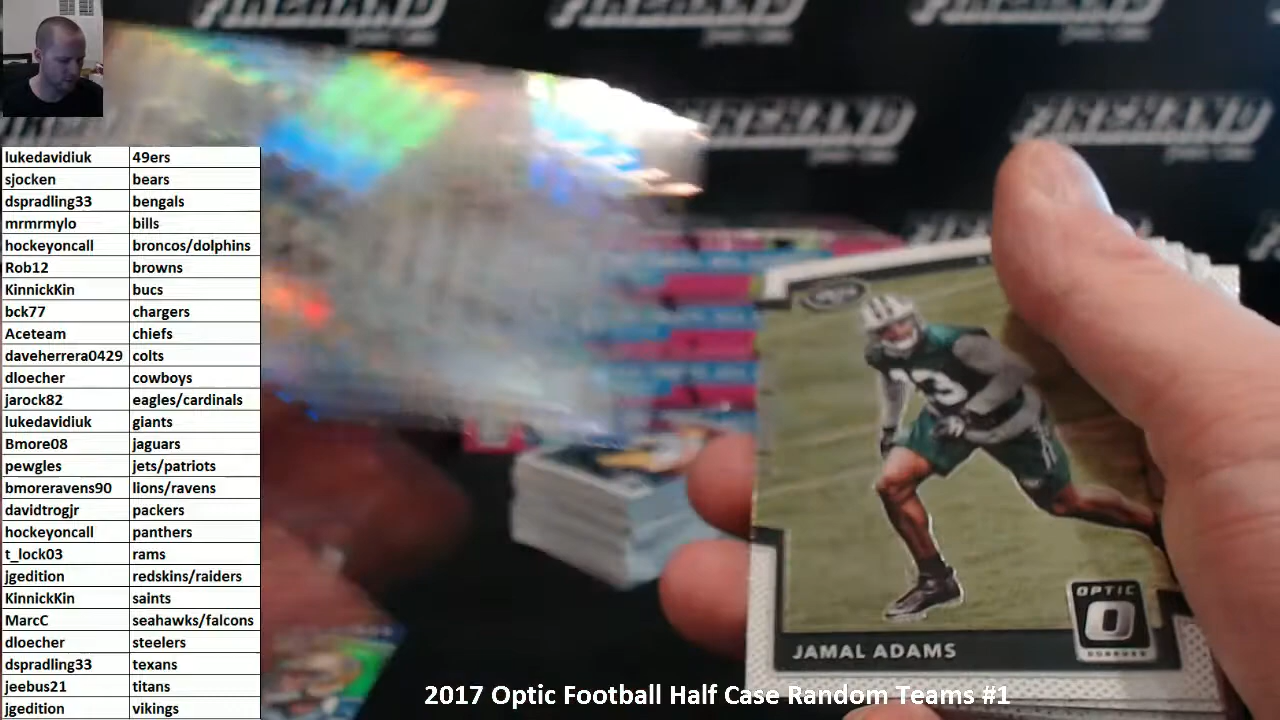 lukedavidiuk 49ers
sjocken bears
dspradling33 bengals
mrmrmylo bills
hockeyoncall broncos/dolphins
Rob12 browns
KinnickKin bucs
bck77 chargers
Aceteam chiefs
daveherrera0429 colts
dloecher cowboys
jarock82 eagles/cardinals
lukedavidiuk giants
Bmore08 jaguars
pewgles jets/patriots
bmoreravens90 lions/ravens
davidtrogjr packers
hockeyoncall panthers
t_lock03 rams
jgedition redskins/raiders
KinnickKin saints
MarcC seahawks/falcons
dloecher steelers
dspradling33 texans
jeebus21 titans
jgedition vikings
FIREHAND
OPTIC
O
DONRUSS
JAMAL ADAMS
2017 Optic Football Half Case Random Teams #1